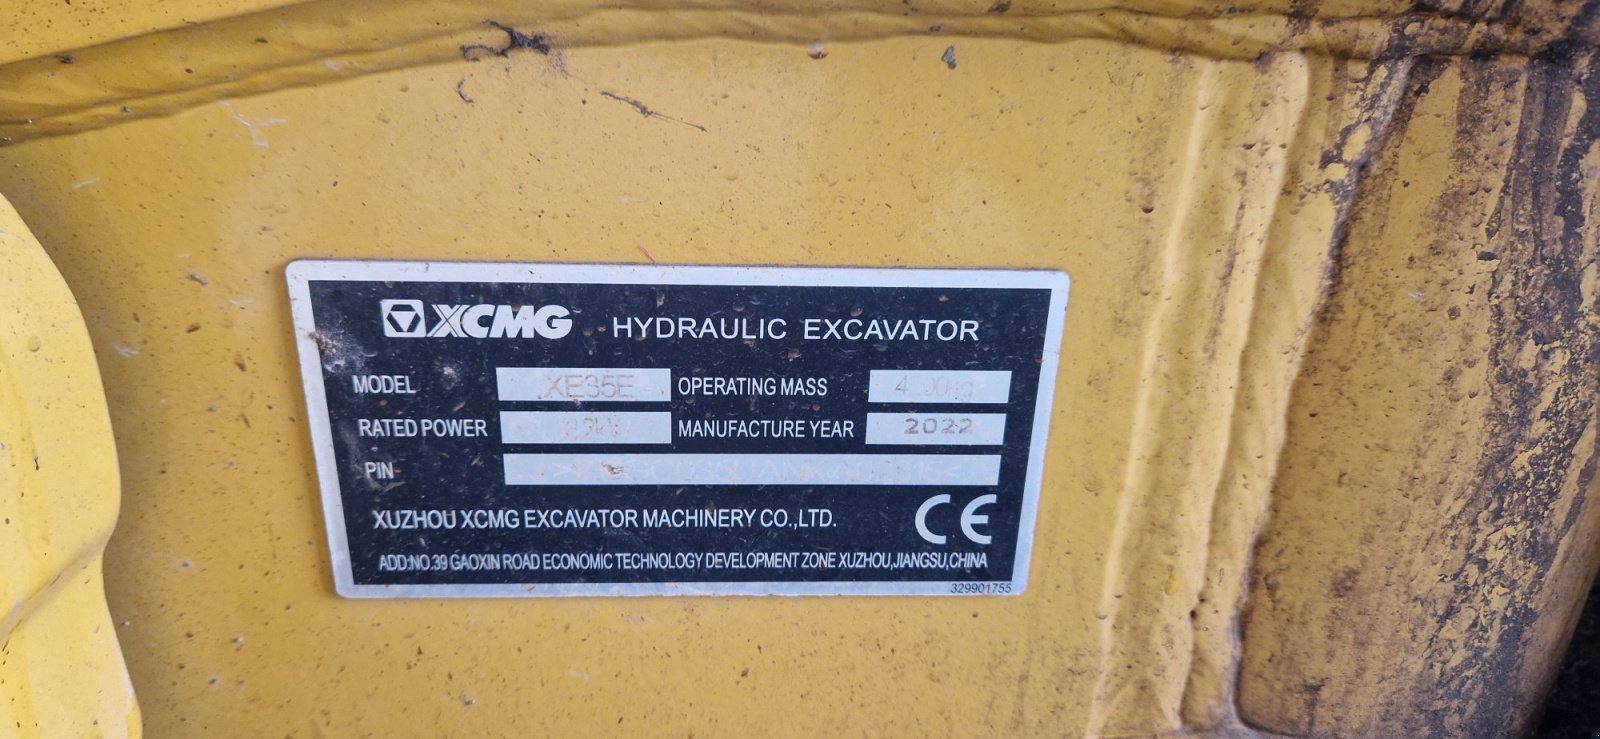 XCMG HYDRAULIC EXCAVATOR
MODEL XE35E OPERATING MASS
RATED POWER MANUFACTURE YEAR 2022
PIN
XUZHOU XCMG EXCAVATOR MACHINERY CO.,LTD. CE
ADD:NO.39 GAOXIN ROAD ECONOMIC TECHNOLOGY DEVELOPMENT ZONE XUZHOU,JIANGSU,CHINA
329901755